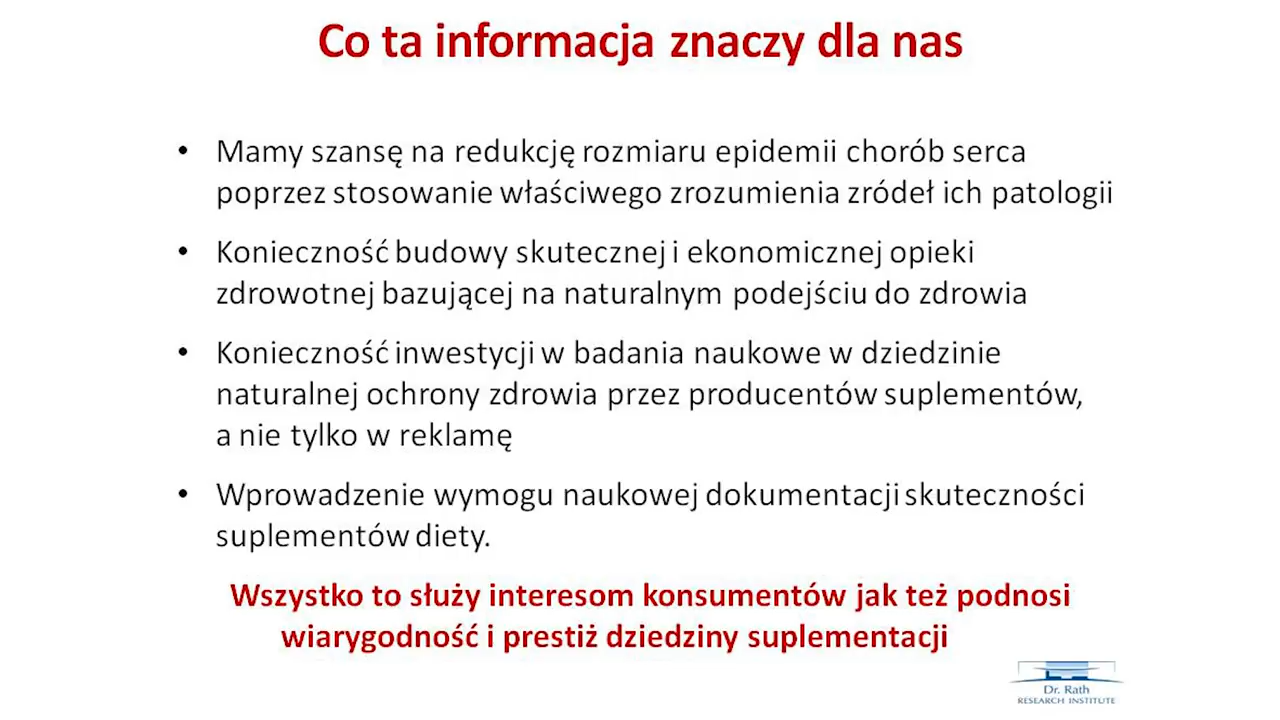 Co ta informacja znaczy dla nas
• Mamy szansę na redukcję rozmiaru epidemii chorób serca
poprzez stosowanie właściwego zrozumienia zródeł ich patologii
• Konieczność budowy skutecznej i ekonomicznej opieki
zdrowotnej bazującej na naturalnym podejściu do zdrowia
• Konieczność inwestycji w badania naukowe w dziedzinie
naturalnej ochrony zdrowia przez producentów suplementów,
a nie tylko w reklamę
• Wprowadzenie wymogu naukowej dokumentacji skuteczności
suplementów diety.
Wszystko to służy interesom konsumentów jak też podnosi
wiarygodność i prestiż dziedziny suplementacji
Dr. Rath
RESEARCH INSTITUTE